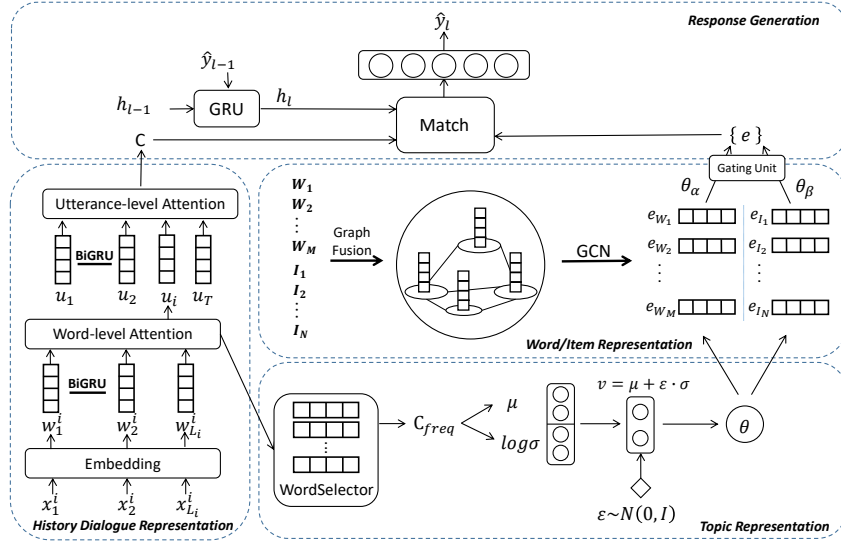 Response Generation
ŷ_l
ŷ_{l−1}
h_{l−1}
GRU
h_l
Match
C
{ e }
Gating Unit
θ_α
θ_β
Utterance-level Attention
BiGRU
u_1
u_2
u_i
u_T
Word-level Attention
BiGRU
w_1^i
w_2^i
w_{L_i}^i
Embedding
x_1^i
x_2^i
x_{L_i}^i
History Dialogue Representation
W_1
W_2
⋮
W_M
I_1
I_2
⋮
I_N
Graph
Fusion
GCN
e_{W_1}
e_{I_1}
e_{W_2}
e_{I_2}
⋮
⋮
e_{W_M}
e_{I_N}
Word/Item Representation
WordSelector
C_{freq}
μ
logσ
v = μ + ε · σ
ε~N(0, I)
θ
Topic Representation